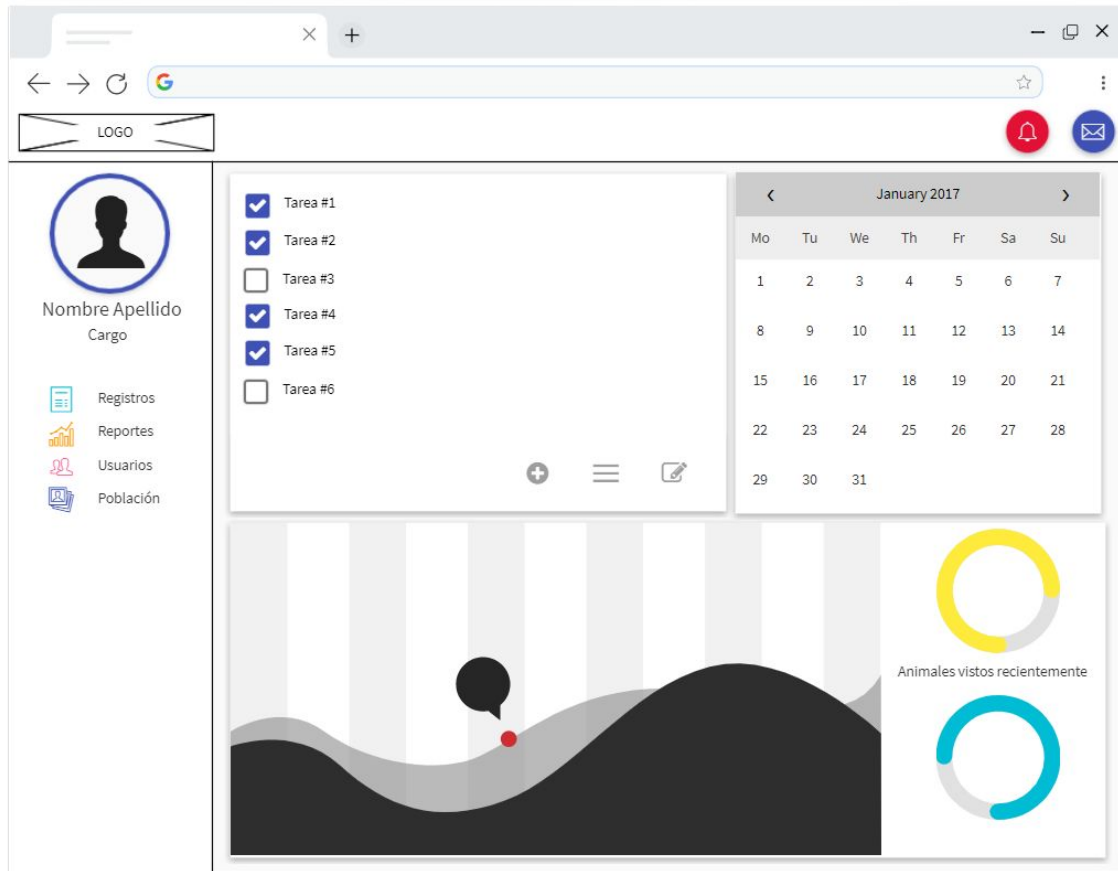 LOGO
Nombre Apellido
Cargo
Registros
Reportes
Usuarios
Población
Tarea #1
Tarea #2
Tarea #3
Tarea #4
Tarea #5
Tarea #6
January 2017
Mo Tu We Th Fr Sa Su
1 2 3 4 5 6 7
8 9 10 11 12 13 14
15 16 17 18 19 20 21
22 23 24 25 26 27 28
29 30 31
Animales vistos recientemente